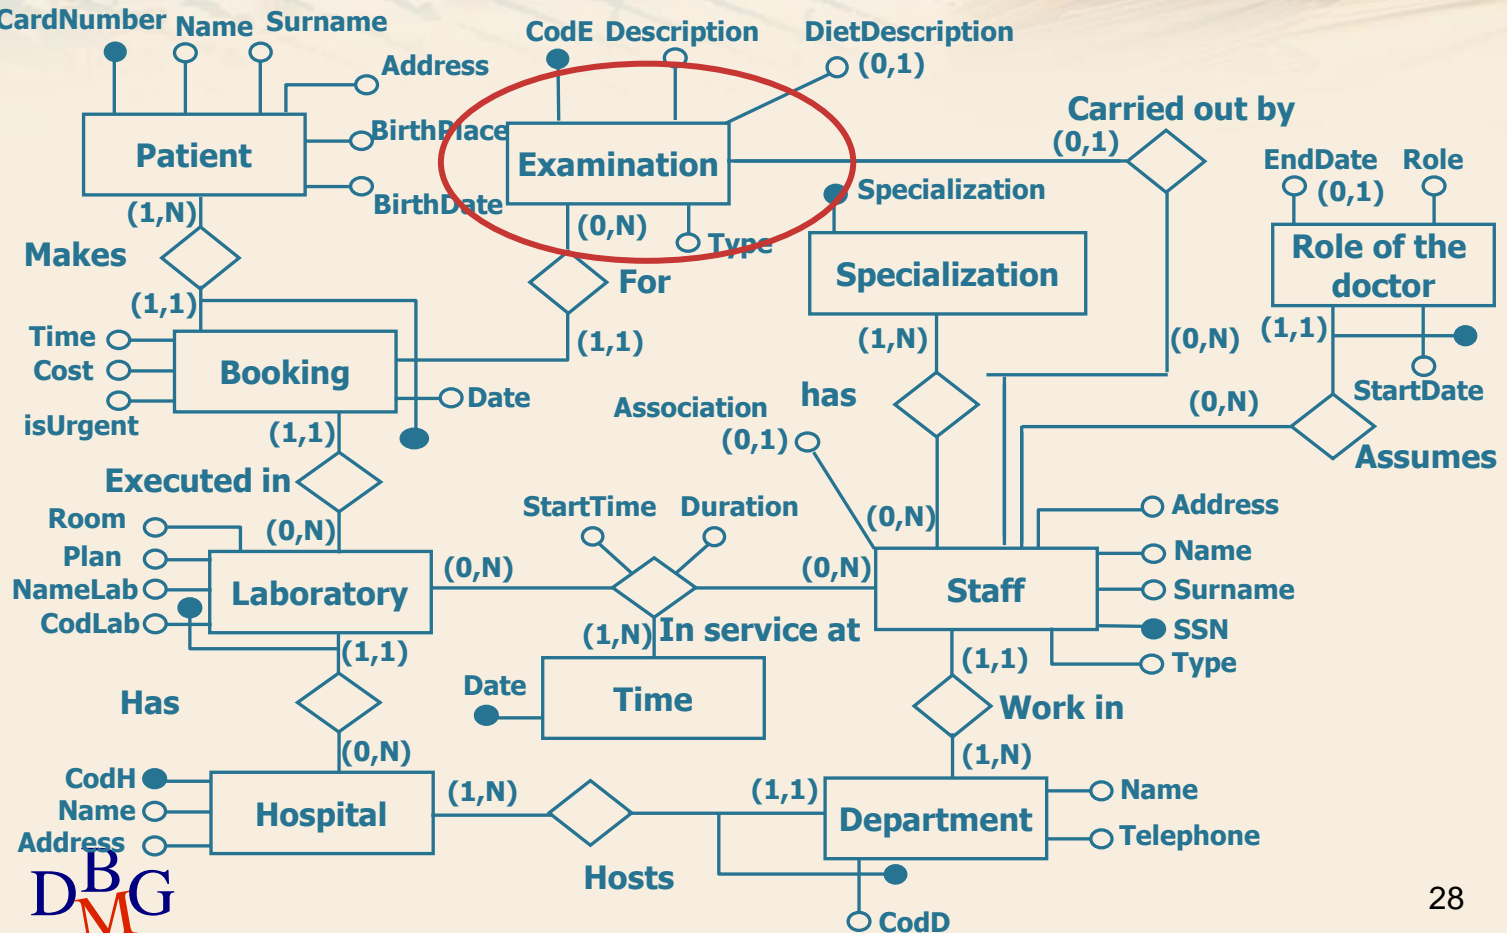 CardNumber
Name
Surname
Address
BirthPlace
BirthDate
Patient
(1,N)
Makes
(1,1)
CodE
Description
DietDescription
(0,1)
Examination
(0,N)
Type
For
(1,1)
Carried out by
(0,1)
(0,N)
Specialization
Specialization
(1,N)
has
(0,N)
EndDate
(0,1)
Role
Role of the
doctor
(1,1)
StartDate
(0,N)
Assumes
Time
Cost
isUrgent
Booking
Date
(1,1)
Executed in
(0,N)
Association
(0,1)
Room
Plan
NameLab
CodLab
Laboratory
(0,N)
StartTime
Duration
(0,N)
In service at
(1,N)
Date
Time
Staff
Address
Name
Surname
SSN
Type
(1,1)
Work in
(1,N)
(1,1)
Has
(0,N)
CodH
Name
Address
Hospital
(1,N)
Hosts
(1,1)
Department
Name
Telephone
CodD
DBMG
28